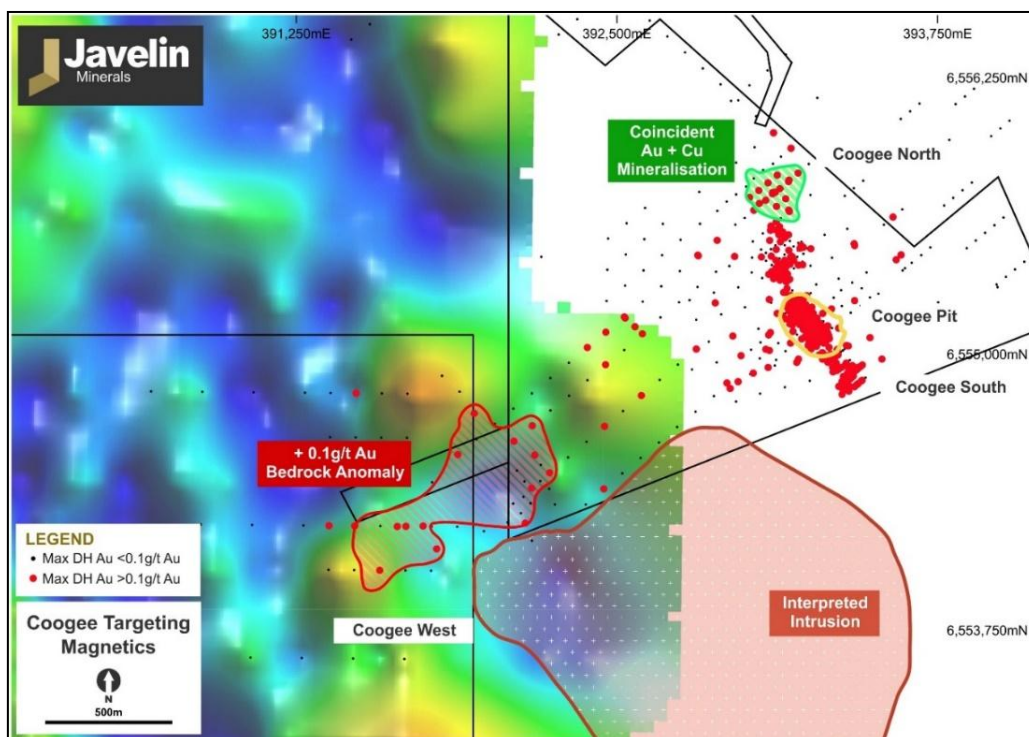 391,250mE
392,500mE
393,750mE
Javelin
Minerals
6,556,250mN
Coincident
Au + Cu
Mineralisation
Coogee North
Coogee Pit
6,555,000mN
Coogee South
+ 0.1g/t Au
Bedrock Anomaly
LEGEND
Max DH Au <0.1g/t Au
Max DH Au >0.1g/t Au
Coogee Targeting
Magnetics
N
500m
Coogee West
Interpreted
Intrusion
6,553,750mN